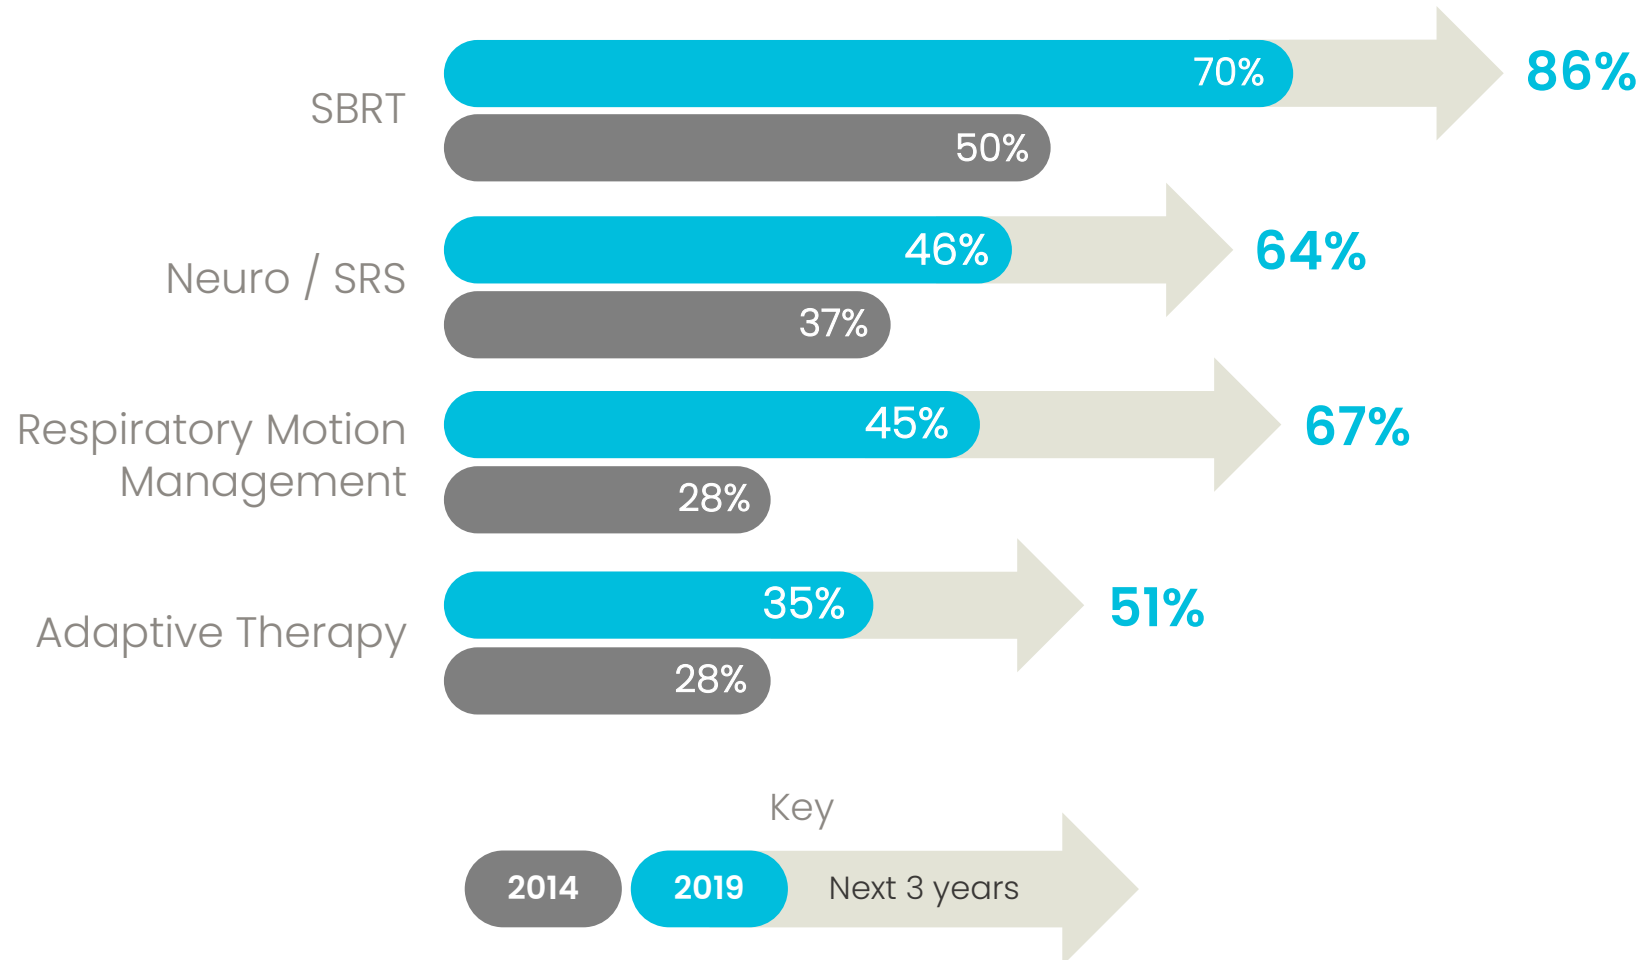 70%
86%
SBRT
50%
46%
64%
Neuro / SRS
37%
45%
67%
Respiratory Motion
Management
28%
35%
51%
Adaptive Therapy
28%
Key
2014
2019
Next 3 years